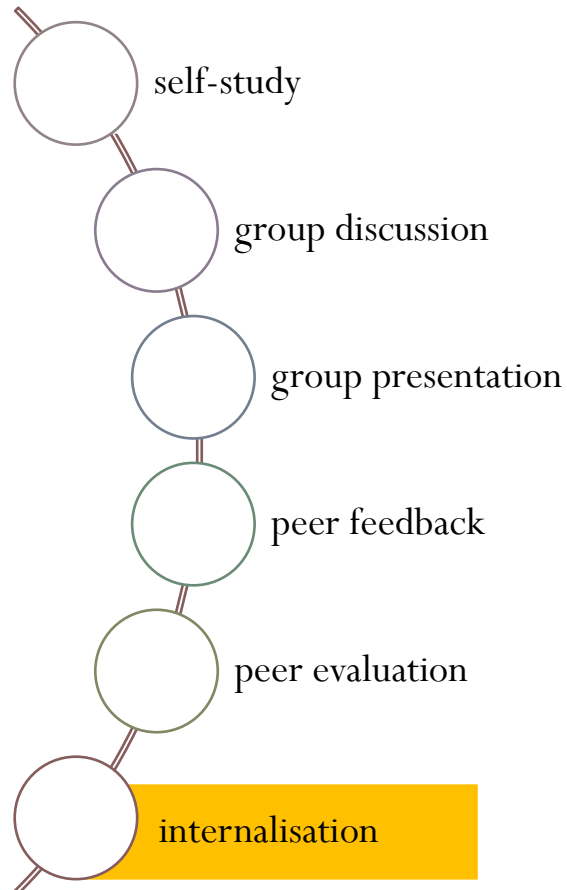 self-study
group discussion
group presentation
peer feedback
peer evaluation
internalisation